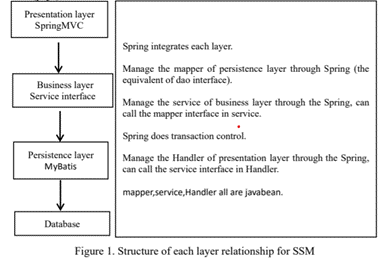 Presentation layer
SpringMVC
Business layer
Service interface
Persistence layer
MyBatis
Database
Spring integrates each layer.
Manage the mapper of persistence layer through Spring (the
equivalent of dao interface).
Manage the service of business layer through the Spring, can
call the mapper interface in service.
Spring does transaction control.
Manage the Handler of presentation layer through the Spring,
can call the service interface in Handler.
mapper,service,Handler all are javabean.
Figure 1. Structure of each layer relationship for SSM